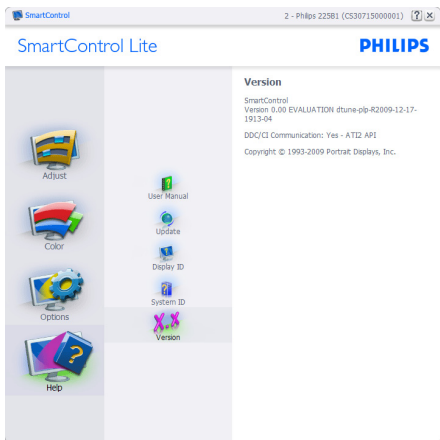 SmartControl
2 - Philips 225B1 (CS30715000001)
SmartControl Lite
PHILIPS
Adjust
Color
Options
Help
User Manual
Update
Display ID
System ID
X.X
Version
Version
SmartControl
Version 0.00 EVALUATION dtune-plp-R2009-12-17-
1913-04
DDC/CI Communication: Yes - ATI2 API
Copyright © 1993-2009 Portrait Displays, Inc.